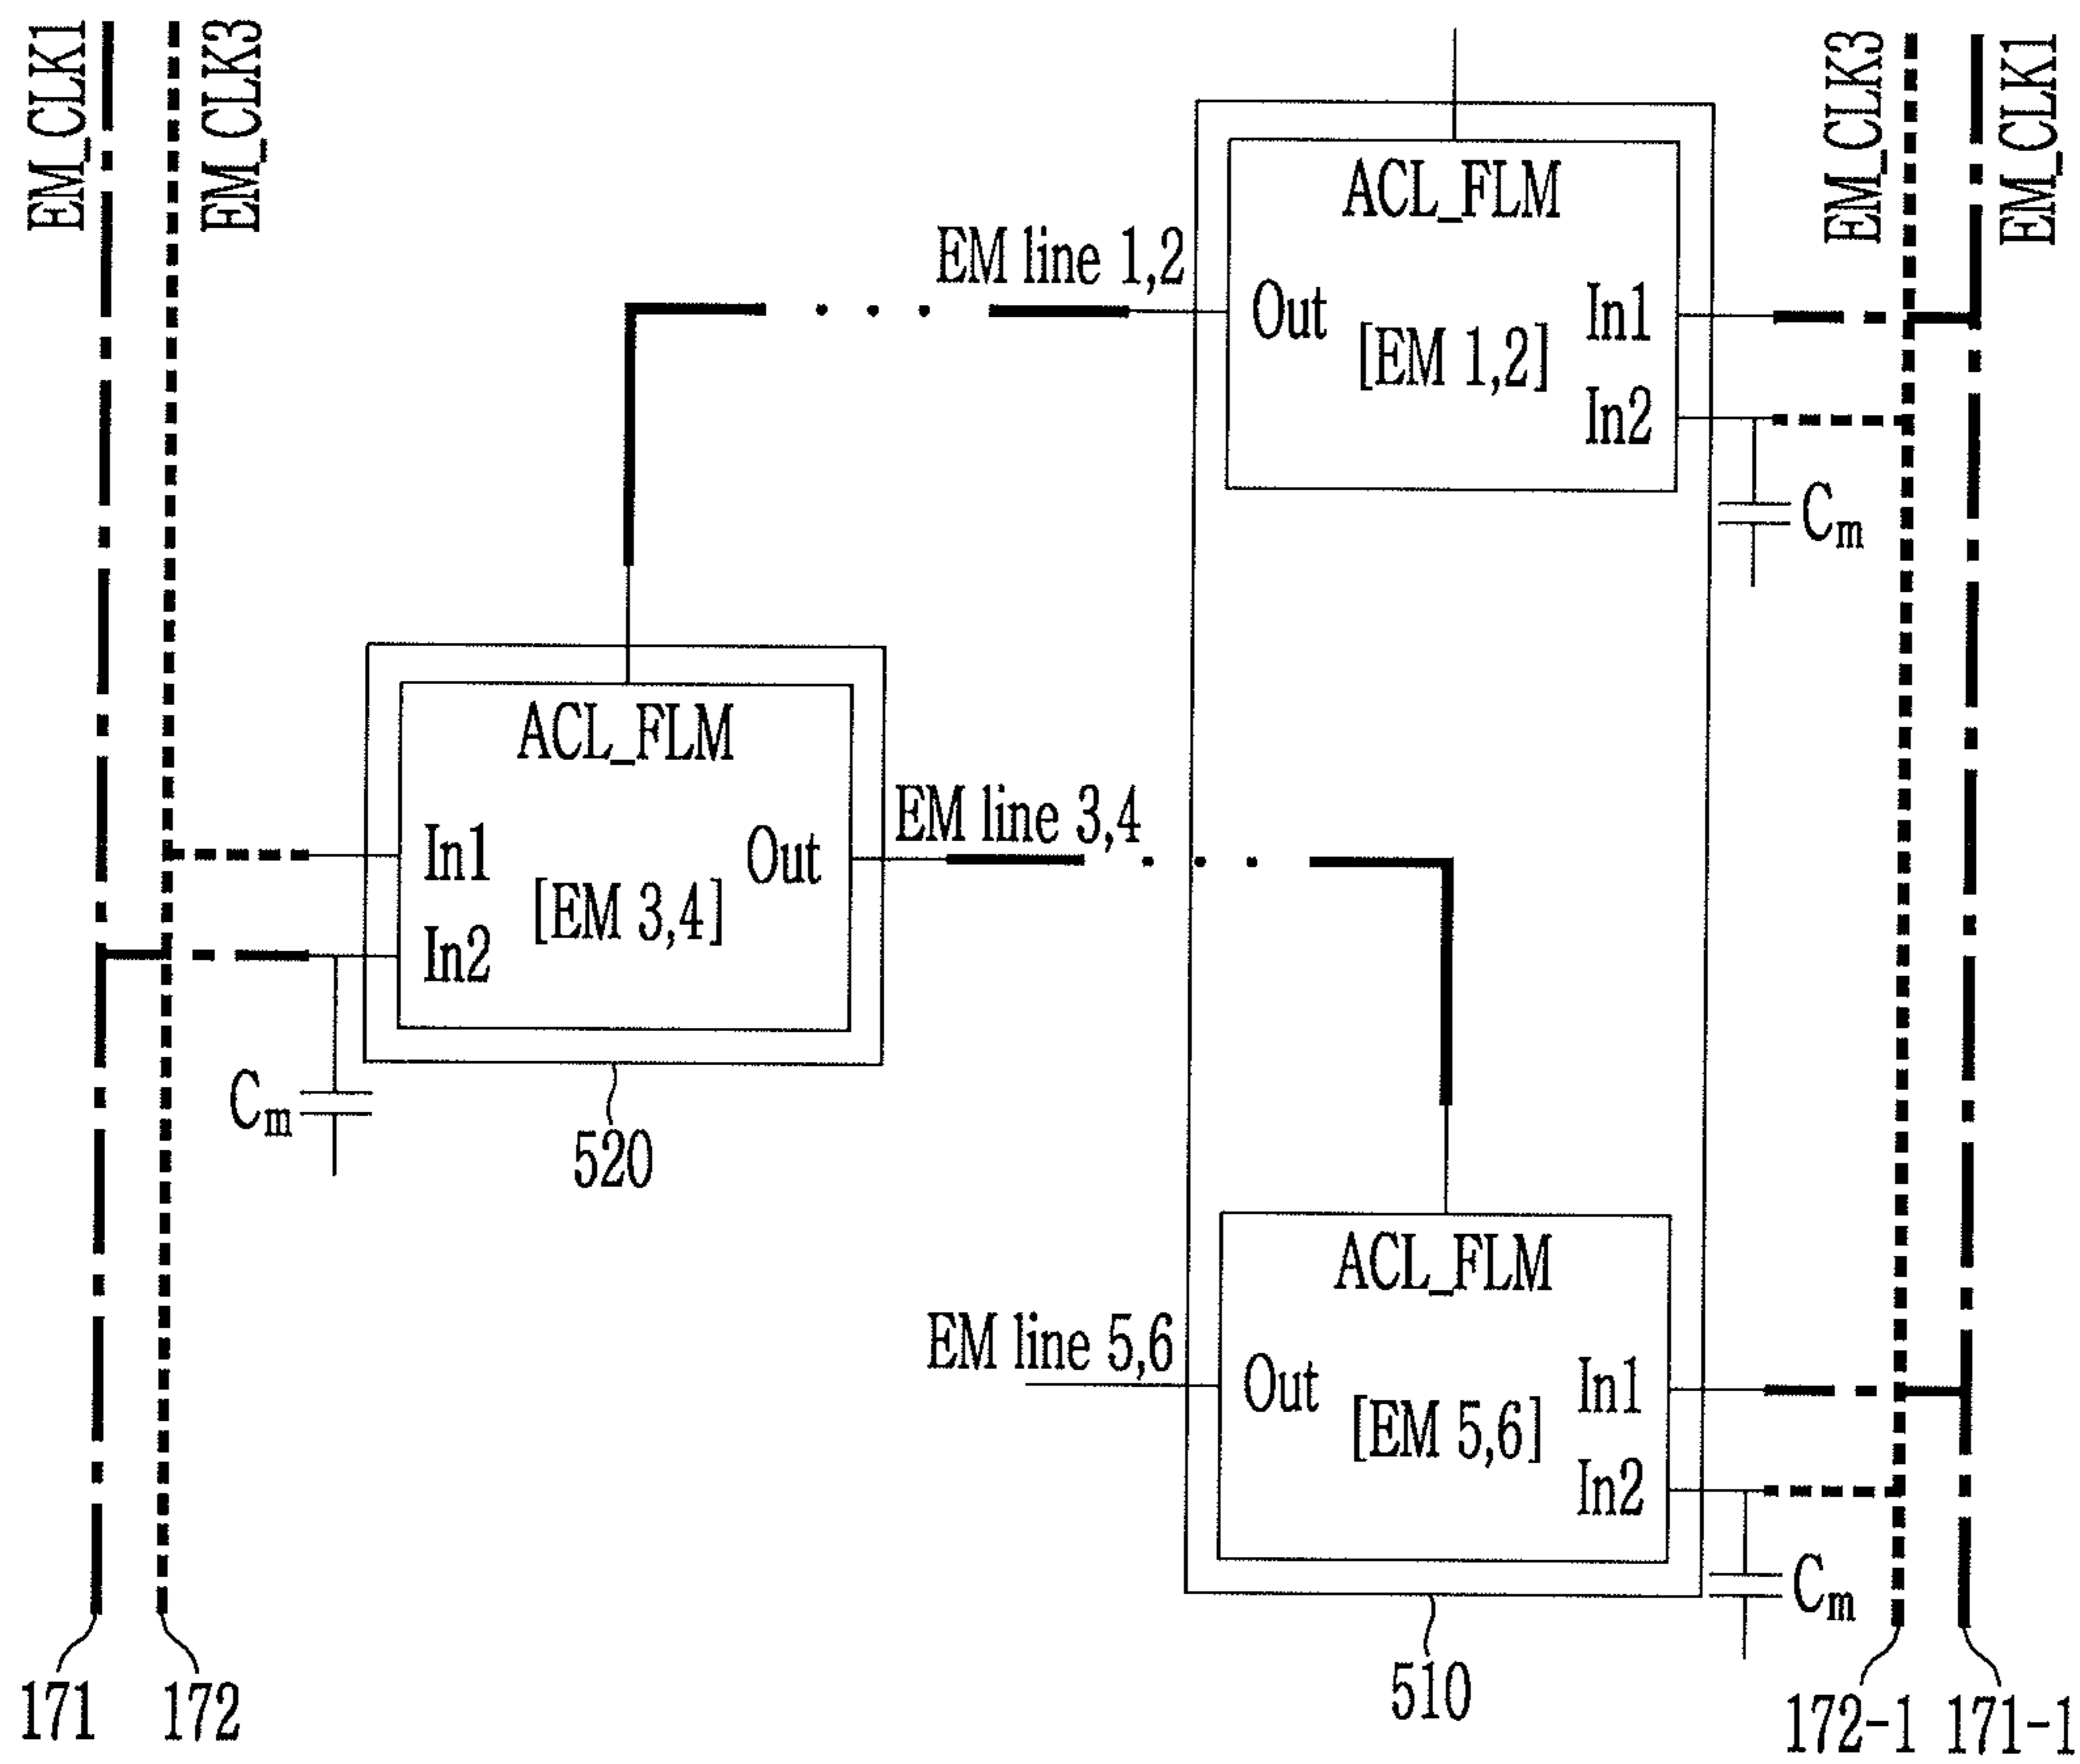 EM_CLK1
EM_CLK3
EM_CLK3
EM_CLK1
ACL_FLM
EM line 1,2
Out
[EM 1,2]
In1
In2
Cm
ACL_FLM
In1
Out
[EM 3,4]
In2
EM line 3,4
Cm
520
ACL_FLM
EM line 5,6
Out
[EM 5,6]
In1
In2
Cm
510
171
172
172-1
171-1